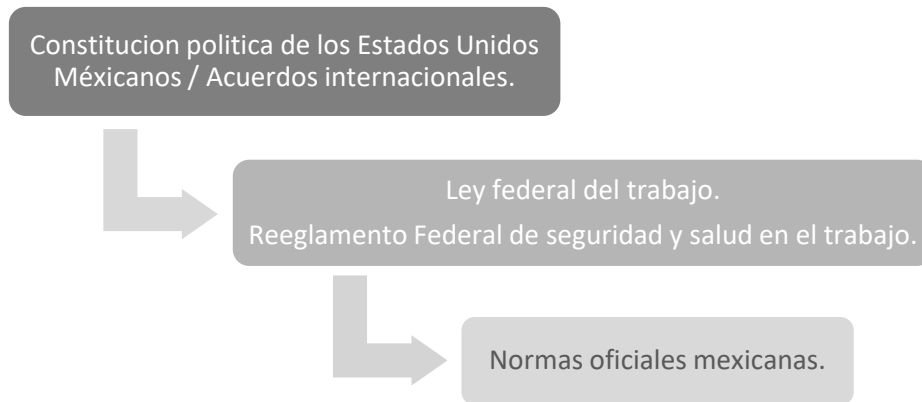 Constitucion politica de los Estados Unidos
Méxicanos / Acuerdos internacionales.
Ley federal del trabajo.
Reeglamento Federal de seguridad y salud en el trabajo.
Normas oficiales mexicanas.